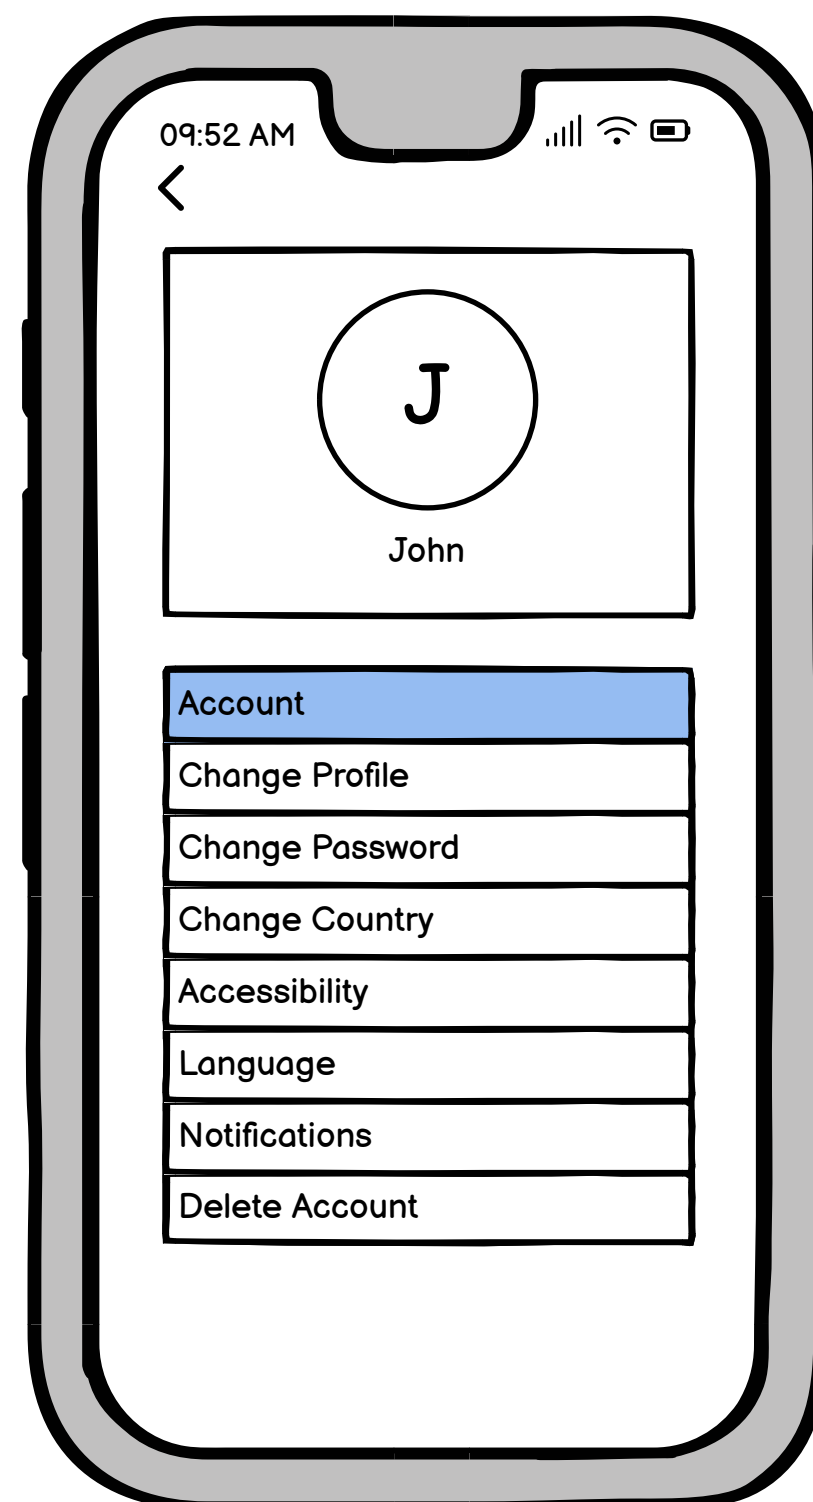 09:52 AM
J
John
Account
Change Profile
Change Password
Change Country
Accessibility
Language
Notifications
Delete Account